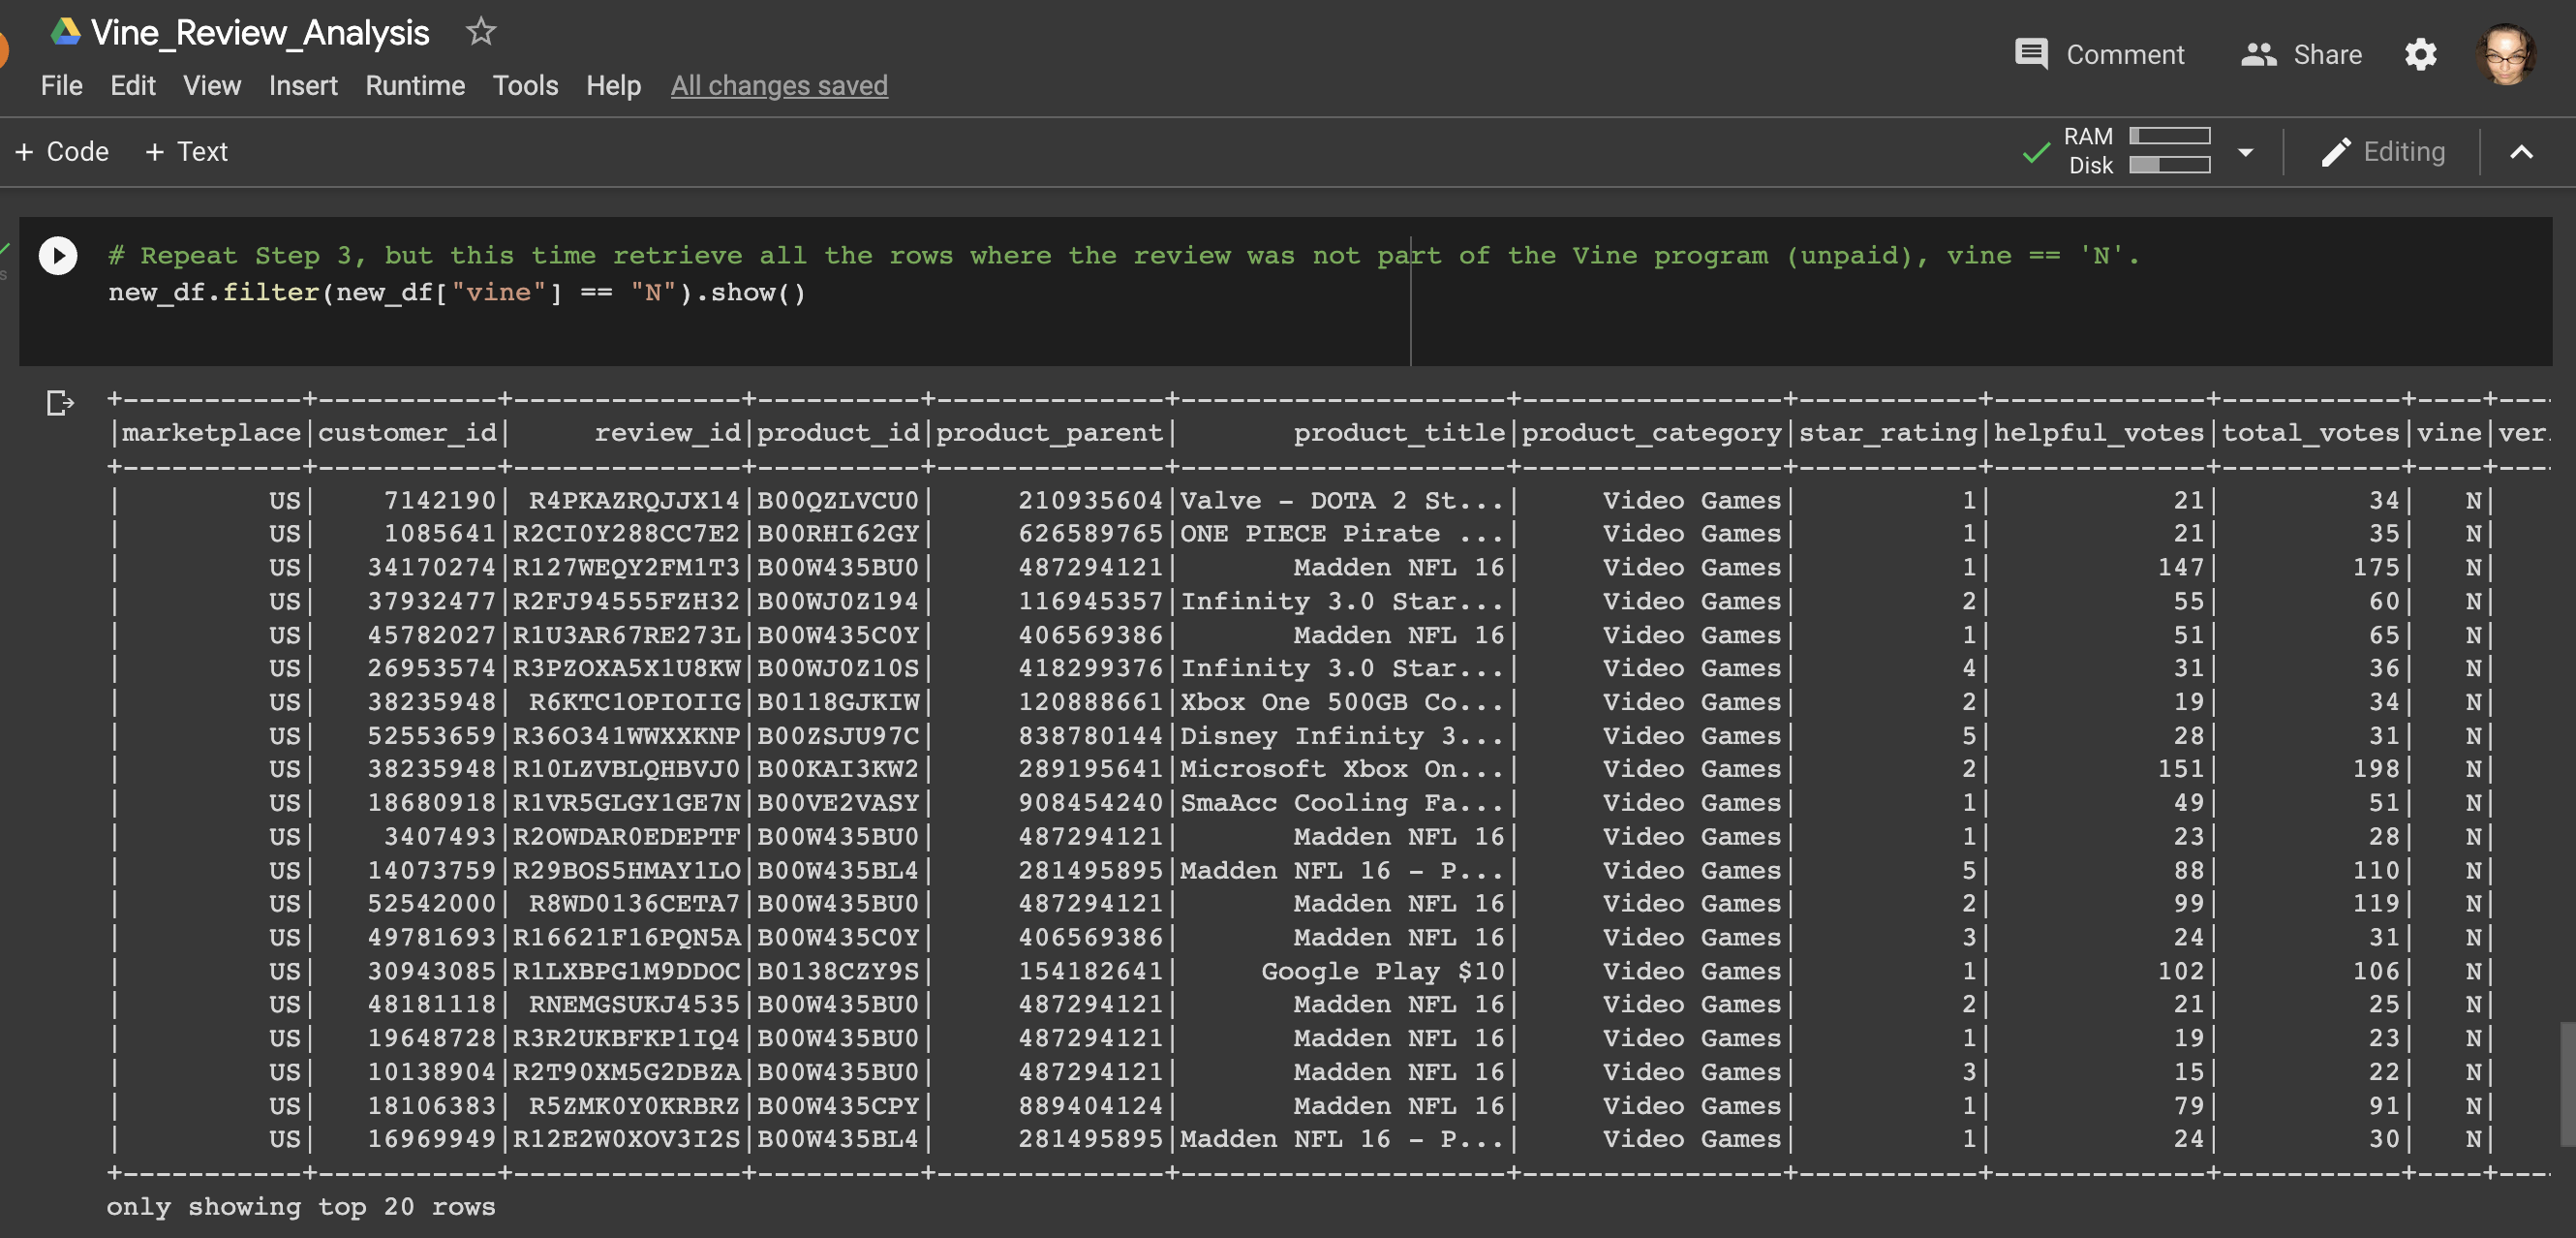 Vine_Review_Analysis
Comment Share
File Edit View Insert Runtime Tools Help All changes saved
+ Code + Text
RAM
Disk
Editing
# Repeat Step 3, but this time retrieve all the rows where the review was not part of the Vine program (unpaid), vine == 'N'.
new_df.filter(new_df["vine"] == "N").show()
+-----------+-----------+--------------+----------+--------------+--------------------+----------------+-----------+-------------+-----------+----+----
|marketplace|customer_id|     review_id|product_id|product_parent|       product_title|product_category|star_rating|helpful_votes|total_votes|vine|ver
+-----------+-----------+--------------+----------+--------------+--------------------+----------------+-----------+-------------+-----------+----+----
|         US|    7142190| R4PKAZRQJJX14|B00QZLVCU0|     210935604|Valve - DOTA 2 St...|     Video Games|          1|           21|         34|   N|
|         US|    1085641|R2CI0Y288CC7E2|B00RHI62GY|     626589765|ONE PIECE Pirate ...|     Video Games|          1|           21|         35|   N|
|         US|   34170274|R127WEQY2FM1T3|B00W435BU0|     487294121|        Madden NFL 16|     Video Games|          1|          147|        175|   N|
|         US|   37932477|R2FJ94555FZH32|B00WJ0Z194|     116945357|Infinity 3.0 Star...|     Video Games|          2|           55|         60|   N|
|         US|   45782027|R1U3AR67RE273L|B00W435C0Y|     406569386|        Madden NFL 16|     Video Games|          1|           51|         65|   N|
|         US|   26953574|R3PZOXA5X1U8KW|B00WJ0Z10S|     418299376|Infinity 3.0 Star...|     Video Games|          4|           31|         36|   N|
|         US|   38235948| R6KTC1OPIOIIG|B0118GJKIW|     120888661|Xbox One 500GB Co...|     Video Games|          2|           19|         34|   N|
|         US|   52553659|R36O341WWXXKNP|B00ZSJU97C|     838780144|Disney Infinity 3...|     Video Games|          5|           28|         31|   N|
|         US|   38235948|R10LZVBLQHBVJ0|B00KAI3KW2|     289195641|Microsoft Xbox On...|     Video Games|          2|          151|        198|   N|
|         US|   18680918|R1VR5GLGY1GE7N|B00VE2VASY|     908454240|SmaAcc Cooling Fa...|     Video Games|          1|           49|         51|   N|
|         US|    3407493|R2OWDAR0EDEPTF|B00W435BU0|     487294121|        Madden NFL 16|     Video Games|          1|           23|         28|   N|
|         US|   14073759|R29BOS5HMAY1LO|B00W435BL4|     281495895|Madden NFL 16 - P...|     Video Games|          5|           88|        110|   N|
|         US|   52542000| R8WD0136CETA7|B00W435BU0|     487294121|        Madden NFL 16|     Video Games|          2|           99|        119|   N|
|         US|   49781693|R16621F16PQN5A|B00W435C0Y|     406569386|        Madden NFL 16|     Video Games|          3|           24|         31|   N|
|         US|   30943085|R1LXBPG1M9DDOC|B0138CZY9S|     154182641|      Google Play $10|     Video Games|          1|          102|        106|   N|
|         US|   48181118| RNEMGSUKJ4535|B00W435BU0|     487294121|        Madden NFL 16|     Video Games|          2|           21|         25|   N|
|         US|   19648728|R3R2UKBFKP1IQ4|B00W435BU0|     487294121|        Madden NFL 16|     Video Games|          1|           19|         23|   N|
|         US|   10138904|R2T90XM5G2DBZA|B00W435BU0|     487294121|        Madden NFL 16|     Video Games|          3|           15|         22|   N|
|         US|   18106383| R5ZMK0Y0KRBRZ|B00W435CPY|     889404124|        Madden NFL 16|     Video Games|          1|           79|         91|   N|
|         US|   16969949|R12E2W0XOV3I2S|B00W435BL4|     281495895|Madden NFL 16 - P...|     Video Games|          1|           24|         30|   N|
+-----------+-----------+--------------+----------+--------------+--------------------+----------------+-----------+-------------+-----------+----+----
only showing top 20 rows